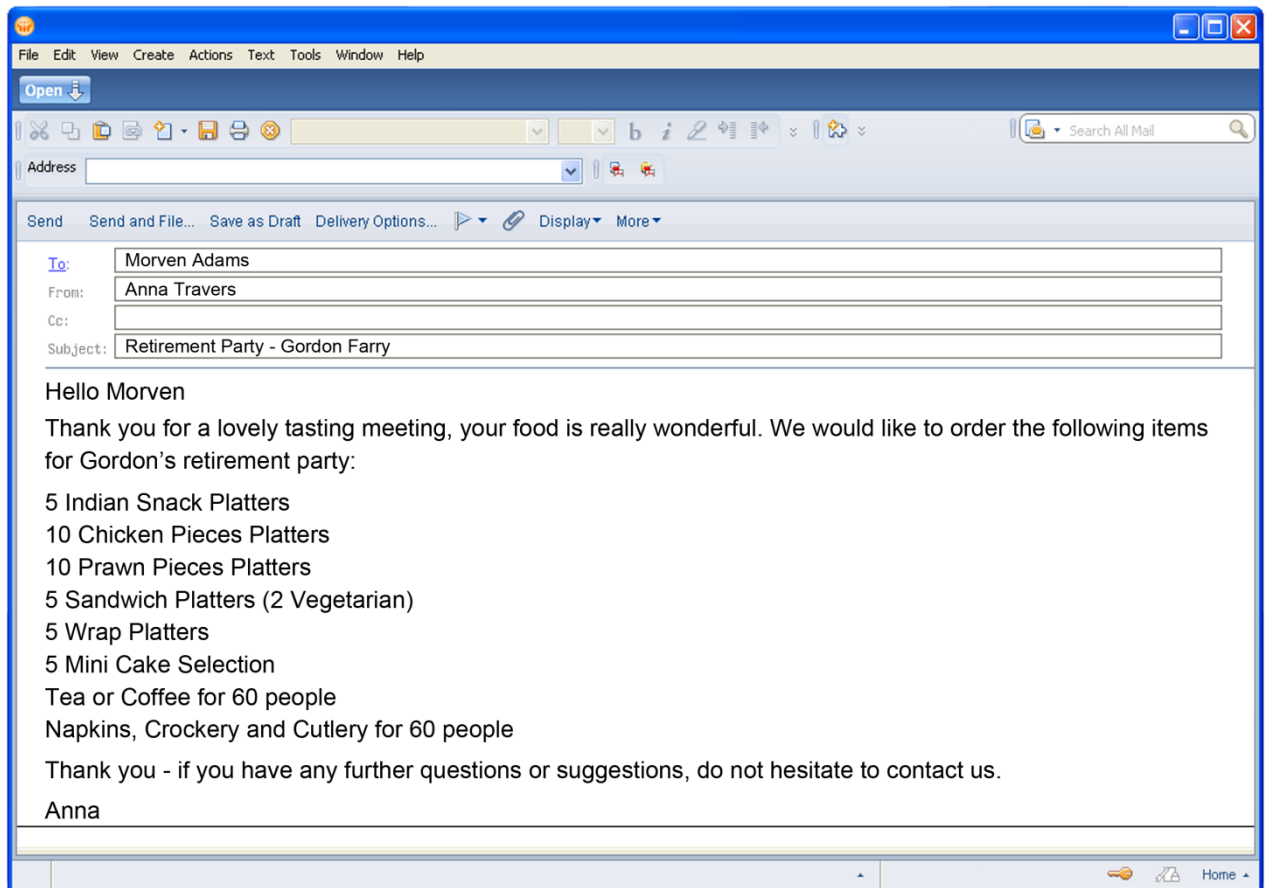 File Edit View Create Actions Text Tools Window Help
Open
b i Search All Mail
Address
Send Send and File... Save as Draft Delivery Options... Display More
To: Morven Adams
From: Anna Travers
Cc:
Subject: Retirement Party - Gordon Farry
Hello Morven
Thank you for a lovely tasting meeting, your food is really wonderful. We would like to order the following items
for Gordon’s retirement party:
5 Indian Snack Platters
10 Chicken Pieces Platters
10 Prawn Pieces Platters
5 Sandwich Platters (2 Vegetarian)
5 Wrap Platters
5 Mini Cake Selection
Tea or Coffee for 60 people
Napkins, Crockery and Cutlery for 60 people
Thank you - if you have any further questions or suggestions, do not hesitate to contact us.
Anna
Home